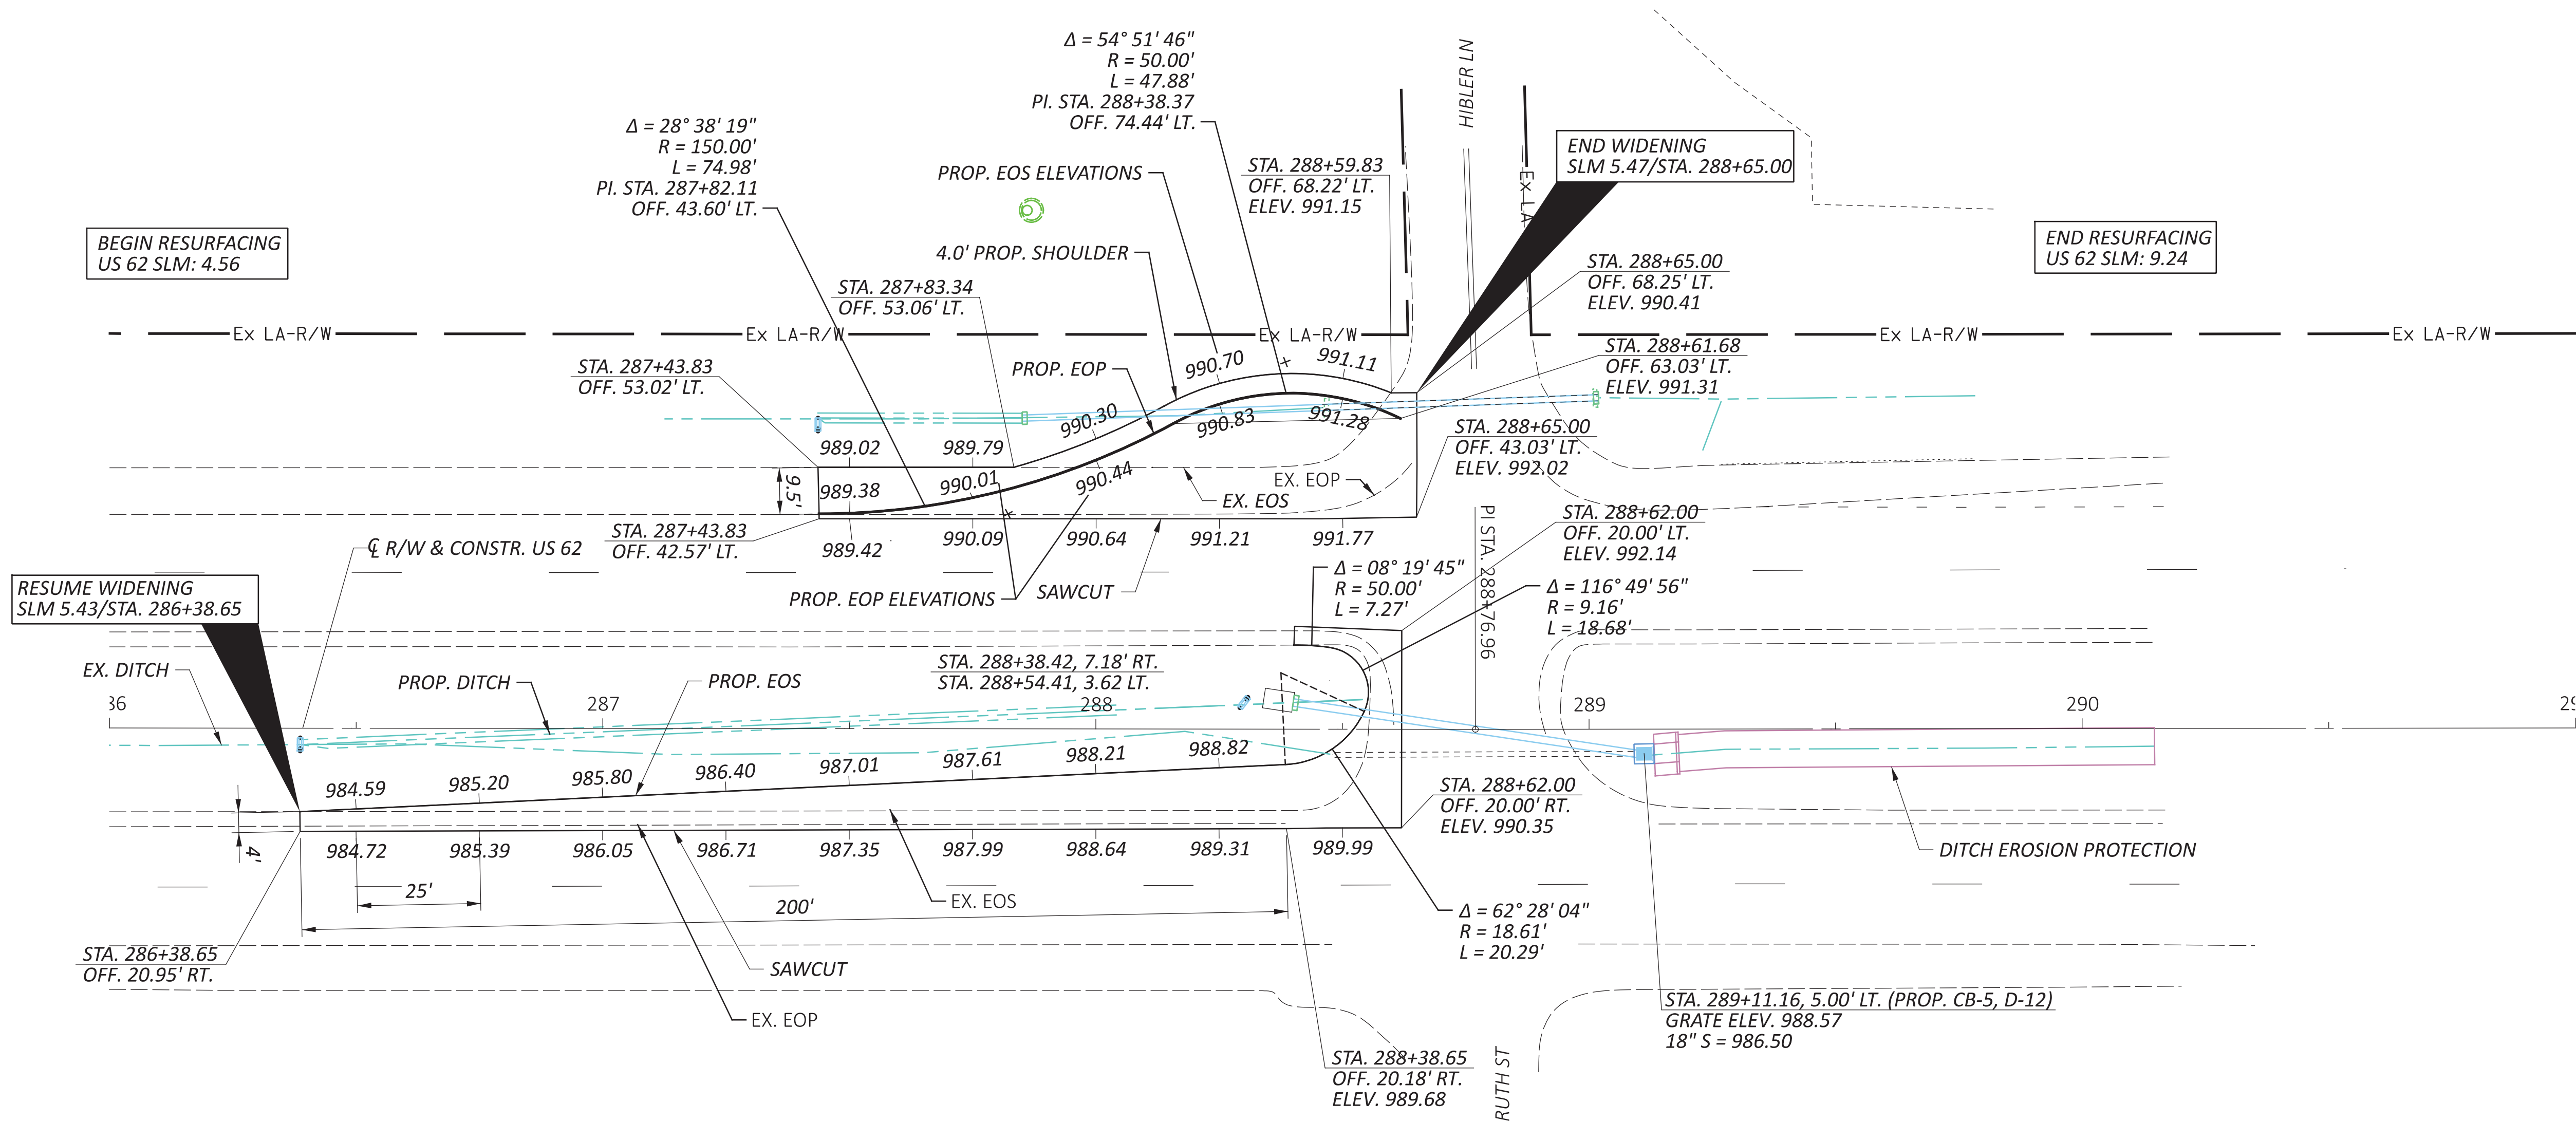 Δ = 54° 51' 46"
R = 50.00'
L = 47.88'
PI. STA. 288+38.37
OFF. 74.44' LT.
HIBLER LN
Δ = 28° 38' 19"
R = 150.00'
L = 74.98'
PI. STA. 287+82.11
OFF. 43.60' LT.
PROP. EOS ELEVATIONS
STA. 288+59.83
OFF. 68.22' LT.
ELEV. 991.15
END WIDENING
SLM 5.47/STA. 288+65.00
Ex LA
BEGIN RESURFACING
US 62 SLM: 4.56
END RESURFACING
US 62 SLM: 9.24
4.0' PROP. SHOULDER
STA. 287+83.34
OFF. 53.06' LT.
STA. 288+65.00
OFF. 68.25' LT.
ELEV. 990.41
Ex LA-R/W
Ex LA-R/W
Ex LA-R/W
Ex LA-R/W
Ex LA-R/W
STA. 287+43.83
OFF. 53.02' LT.
PROP. EOP
990.70
991.11
STA. 288+61.68
OFF. 63.03' LT.
ELEV. 991.31
990.30
990.83
991.28
989.02
989.79
STA. 288+65.00
OFF. 43.03' LT.
ELEV. 992.02
9.5'
989.38
990.01
990.44
EX. EOP
EX. EOS
STA. 287+43.83
OFF. 42.57' LT.
989.42
990.09
990.64
991.21
991.77
PI STA. 288+76.96
STA. 288+62.00
OFF. 20.00' LT.
ELEV. 992.14
℄ R/W & CONSTR. US 62
RESUME WIDENING
SLM 5.43/STA. 286+38.65
PROP. EOP ELEVATIONS
SAWCUT
Δ = 08° 19' 45"
R = 50.00'
L = 7.27'
Δ = 116° 49' 56"
R = 9.16'
L = 18.68'
EX. DITCH
PROP. DITCH
PROP. EOS
STA. 288+38.42, 7.18' RT.
STA. 288+54.41, 3.62 LT.
36
287
288
289
290
29
984.59
985.20
985.80
986.40
987.01
987.61
988.21
988.82
STA. 288+62.00
OFF. 20.00' RT.
ELEV. 990.35
4'
984.72
985.39
986.05
986.71
987.35
987.99
988.64
989.31
989.99
DITCH EROSION PROTECTION
25'
200'
EX. EOS
Δ = 62° 28' 04"
R = 18.61'
L = 20.29'
STA. 286+38.65
OFF. 20.95' RT.
SAWCUT
EX. EOP
STA. 289+11.16, 5.00' LT. (PROP. CB-5, D-12)
GRATE ELEV. 988.57
18" S = 986.50
STA. 288+38.65
OFF. 20.18' RT.
ELEV. 989.68
RUTH ST